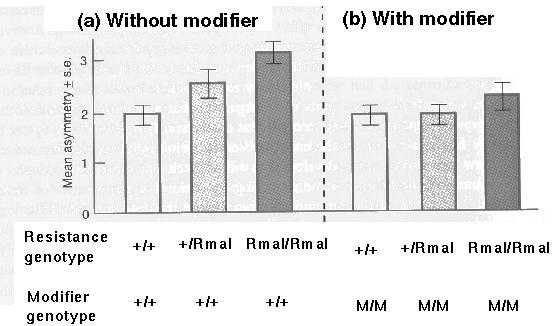 (a) Without modifier
(b) With modifier
Mean asymmetry ± s.e.
3
2
1
0
Resistance genotype
+/+
+/Rmal
Rmal/Rmal
+/+
+/Rmal
Rmal/Rmal
Modifier genotype
+/+
+/+
+/+
M/M
M/M
M/M